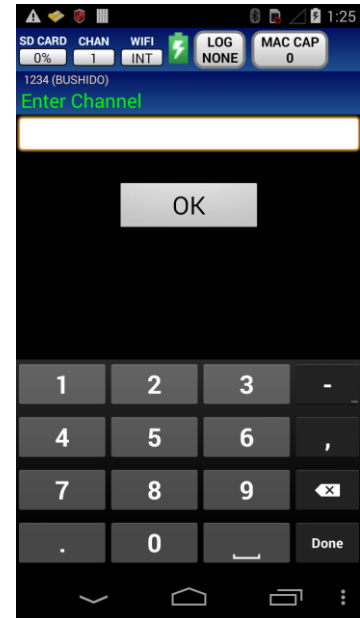 1:25
SD CARD CHAN WIFI LOG MAC CAP
0% 1 INT NONE 0
1234 (BUSHIDO)
Enter Channel
OK
1 2 3 -
4 5 6 ,
7 8 9
. 0 Done